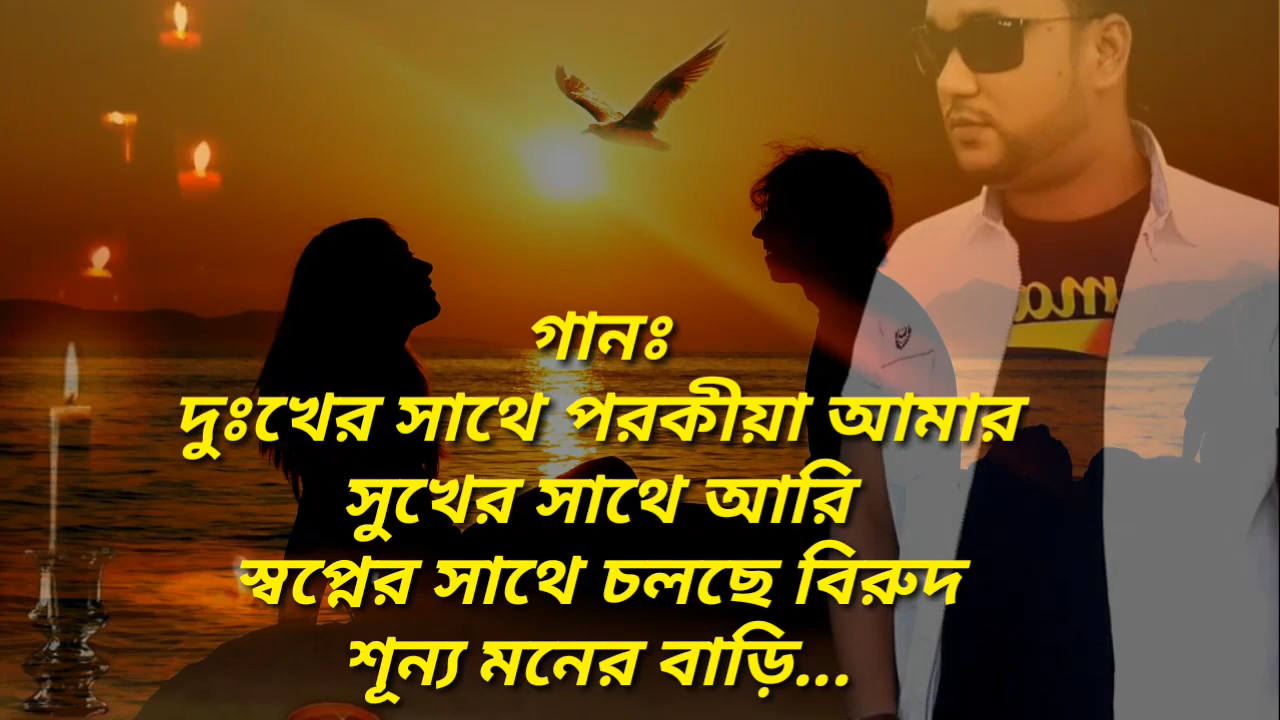 গানঃ
দুঃখের সাথে পরকীয়া আমার
সুখের সাথে আরি
স্বপ্নের সাথে চলছে বিরুদ
শূন্য মনের বাড়ি...